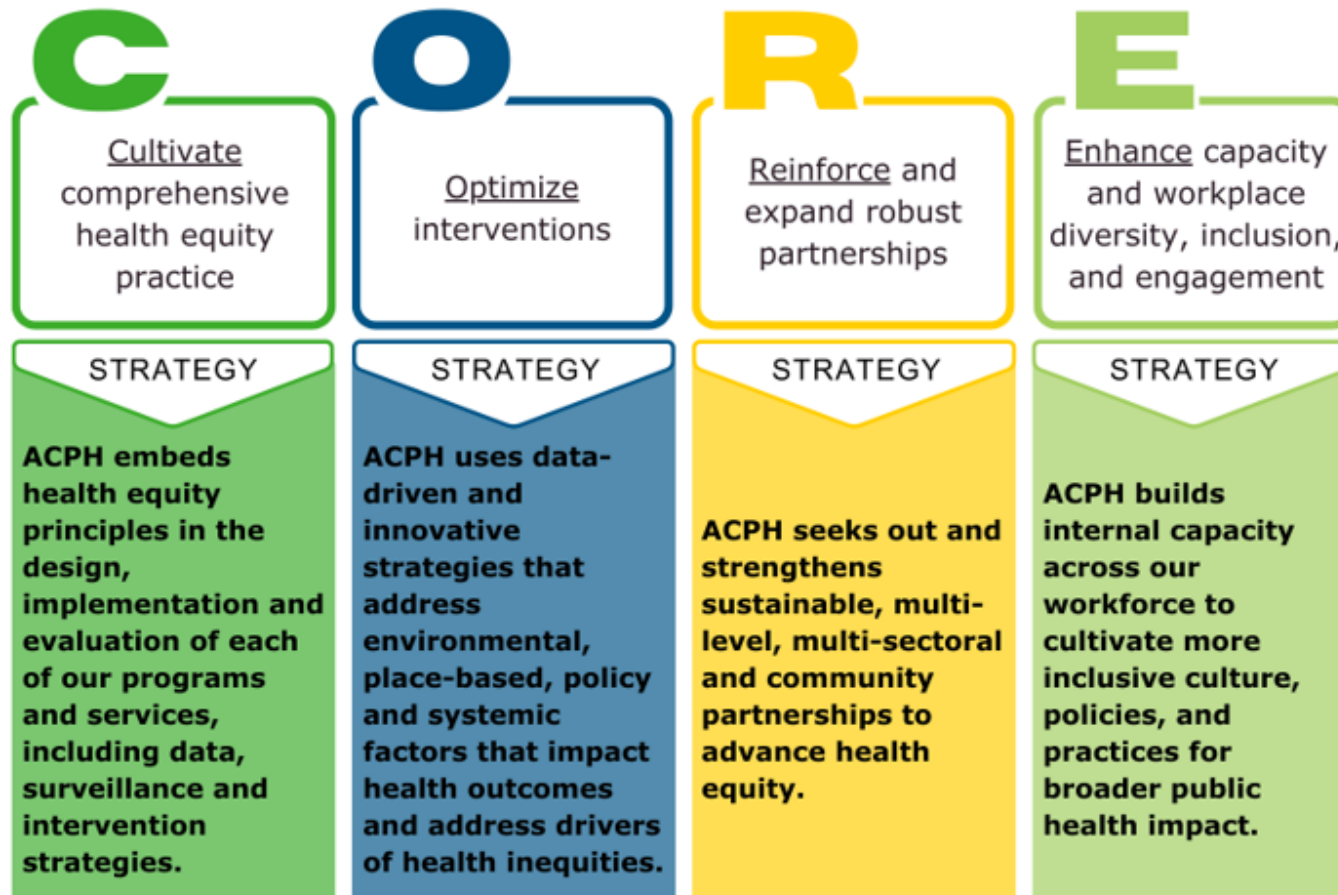 C
Cultivate
comprehensive
health equity
practice
STRATEGY
ACPH embeds
health equity
principles in the
design,
implementation and
evaluation of each
of our programs
and services,
including data,
surveillance and
intervention
strategies.
O
Optimize
interventions
STRATEGY
ACPH uses data-
driven and
innovative
strategies that
address
environmental,
place-based, policy
and systemic
factors that impact
health outcomes
and address drivers
of health inequities.
R
Reinforce and
expand robust
partnerships
STRATEGY
ACPH seeks out and
strengthens
sustainable, multi-
level, multi-sectoral
and community
partnerships to
advance health
equity.
E
Enhance capacity
and workplace
diversity, inclusion,
and engagement
STRATEGY
ACPH builds
internal capacity
across our
workforce to
cultivate more
inclusive culture,
policies, and
practices for
broader public
health impact.